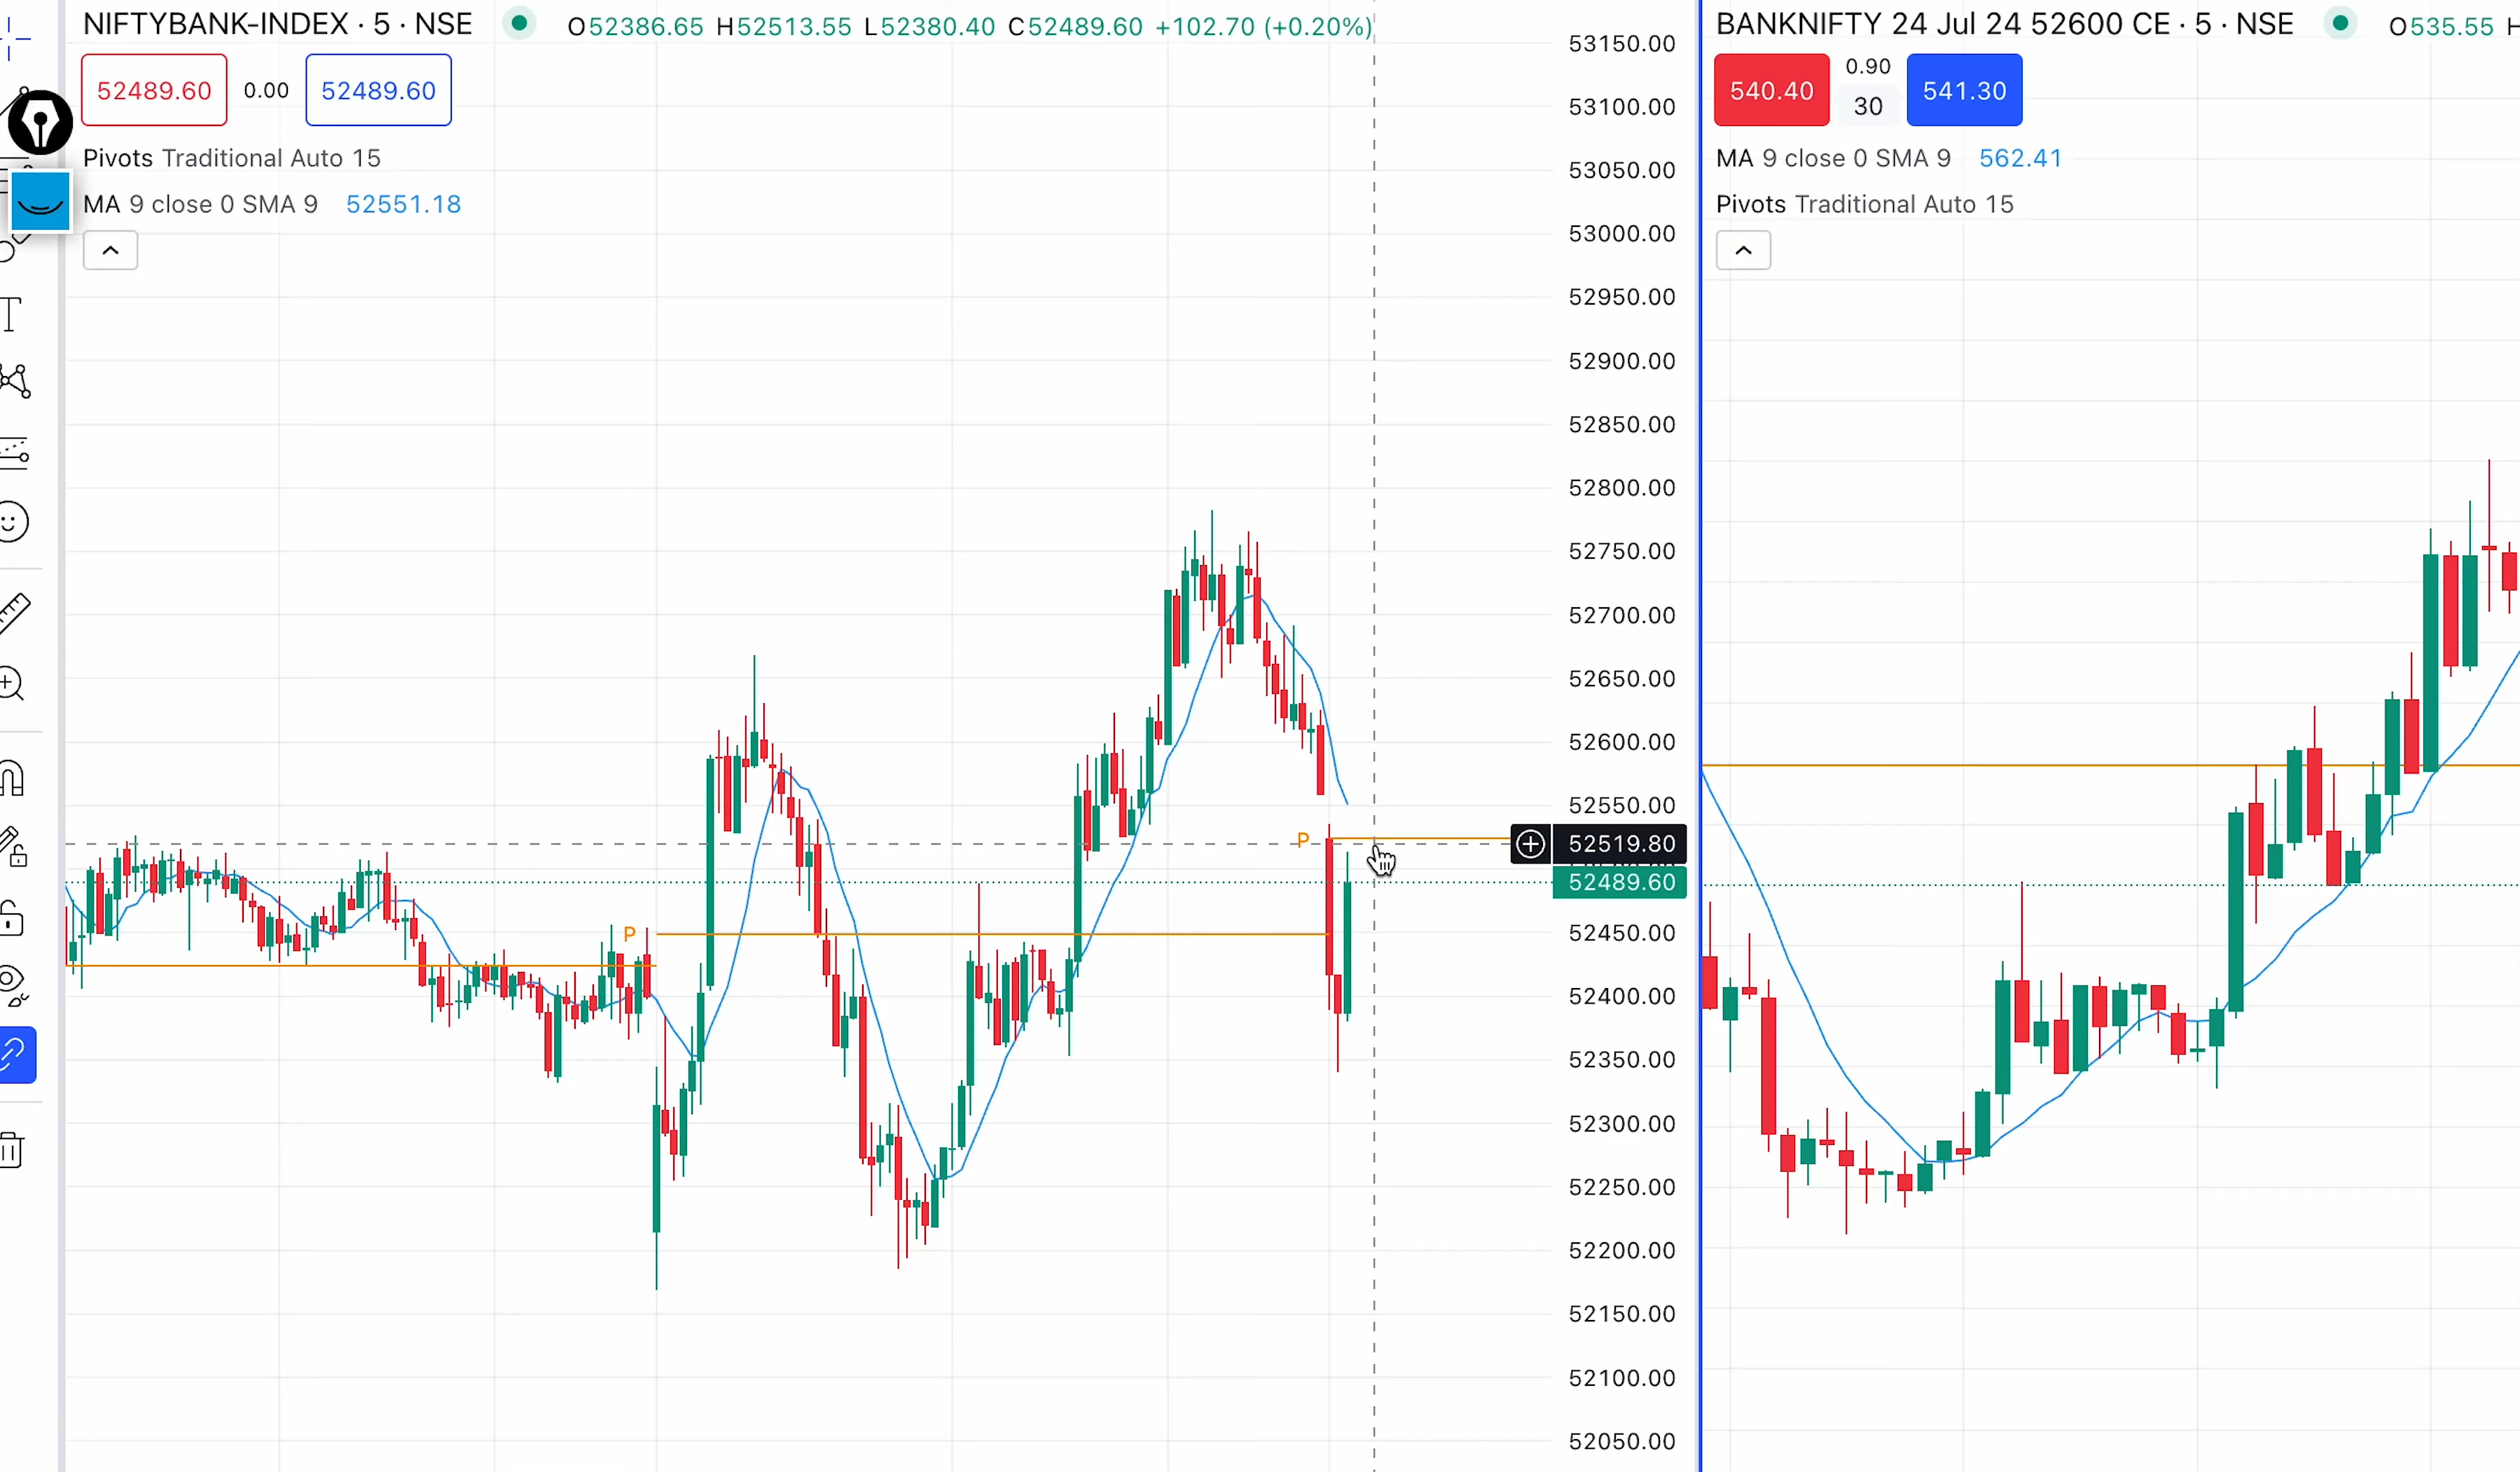 NIFTYBANK-INDEX · 5 · NSE O52386.65 H52513.55 L52380.40 C52489.60 +102.70 (+0.20%)
52489.60 0.00 52489.60
Pivots Traditional Auto 15
MA 9 close 0 SMA 9 52551.18
T
P
P
53150.00
53100.00
53050.00
53000.00
52950.00
52900.00
52850.00
52800.00
52750.00
52700.00
52650.00
52600.00
52550.00
52519.80
52489.60
52450.00
52400.00
52350.00
52300.00
52250.00
52200.00
52150.00
52100.00
52050.00
BANKNIFTY 24 Jul 24 52600 CE · 5 · NSE O535.55 H
540.40 0.90 541.30
30
MA 9 close 0 SMA 9 562.41
Pivots Traditional Auto 15